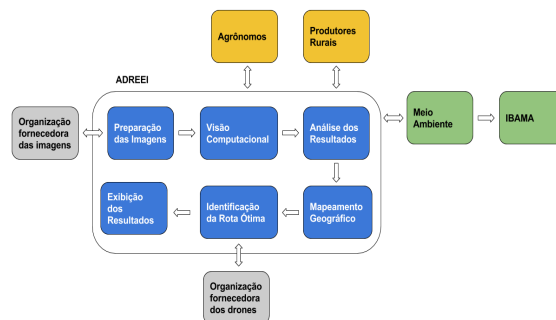 Agrônomos
Produtores
Rurais
ADREEI
Organização
fornecedora
das imagens
Preparação
das Imagens
Visão
Computacional
Análise dos
Resultados
Meio
Ambiente
IBAMA
Exibição
dos
Resultados
Identificação
da Rota Ótima
Mapeamento
Geográfico
Organização
fornecedora
dos drones